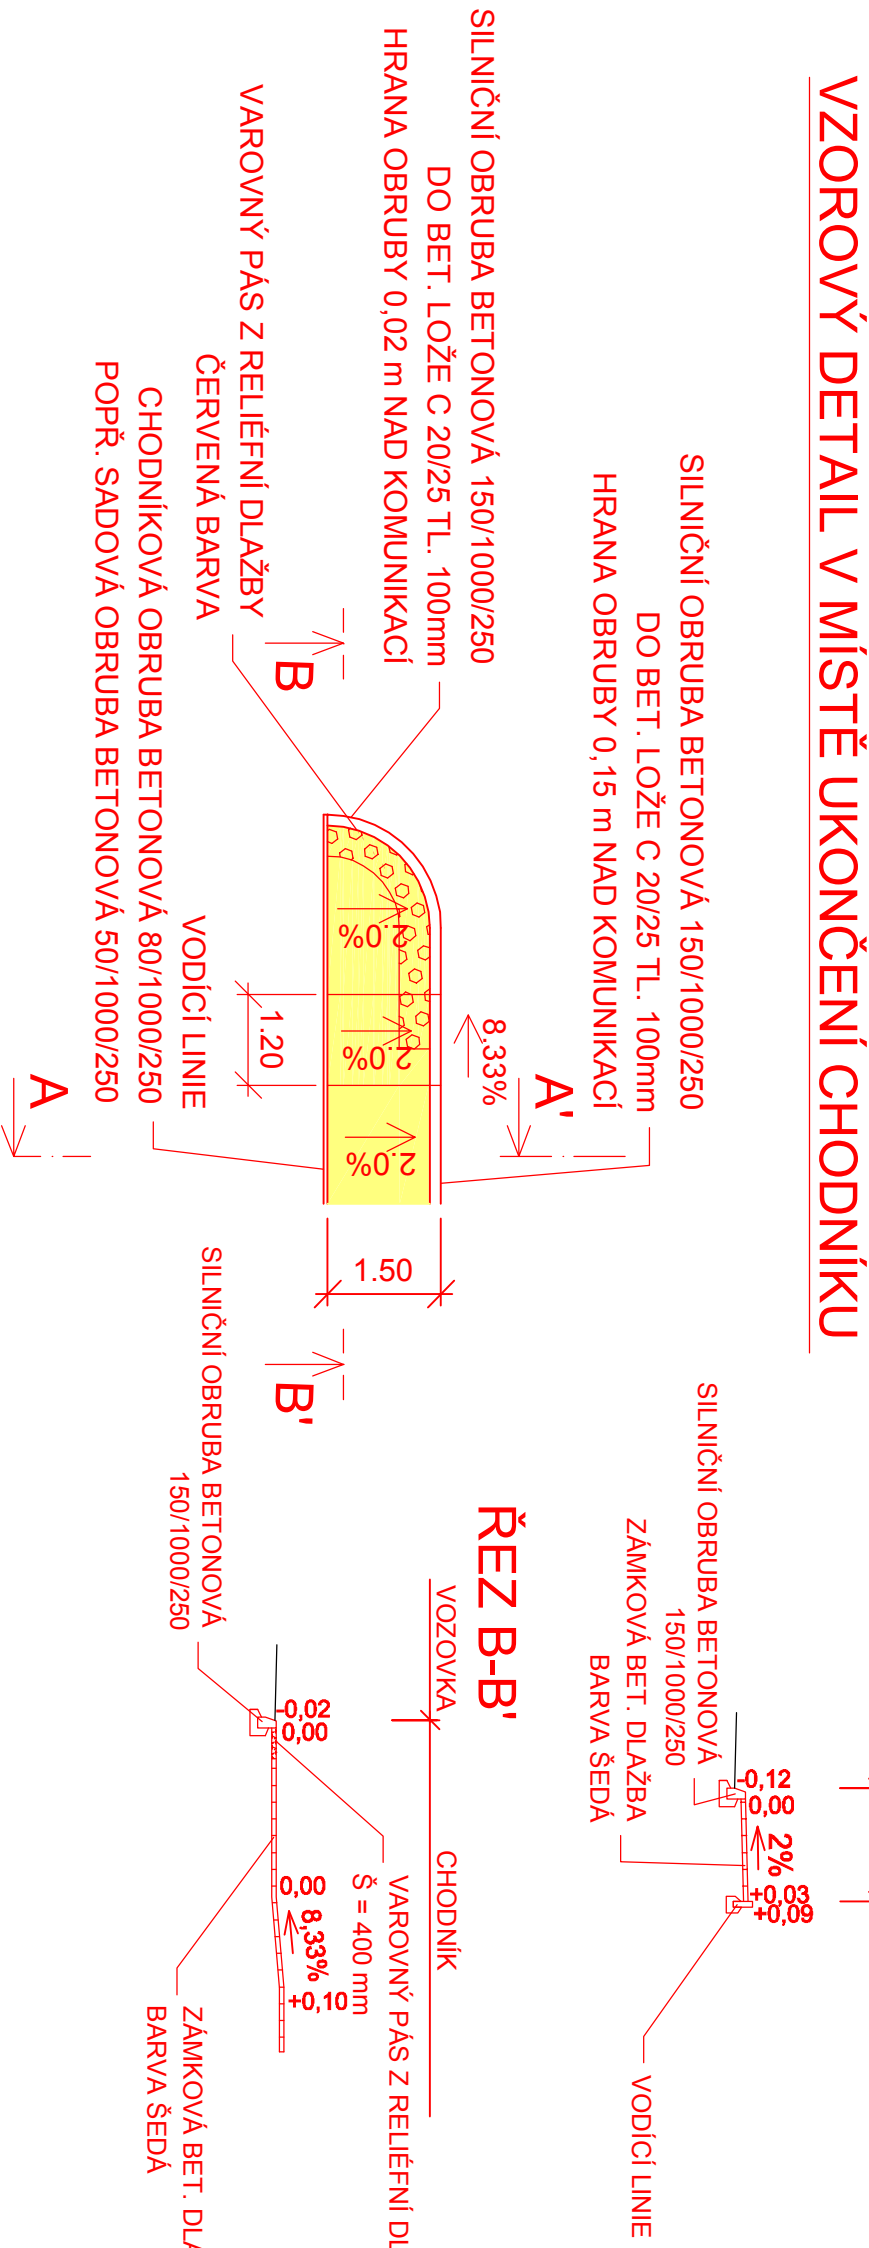 VZOROVÝ DETAIL V MÍSTĚ UKONČENÍ CHODNÍKU
SILNIČNÍ OBRUBA BETONOVÁ 150/1000/250
DO BET. LOŽE C 20/25 TL. 100mm
HRANA OBRUBY 0,15 m NAD KOMUNIKACÍ
SILNIČNÍ OBRUBA BETONOVÁ 150/1000/250
DO BET. LOŽE C 20/25 TL. 100mm
HRANA OBRUBY 0,02 m NAD KOMUNIKACÍ
VAROVNÝ PÁS Z RELIÉFNÍ DLAŽBY
ČERVENÁ BARVA
CHODNÍKOVÁ OBRUBA BETONOVÁ 80/1000/250
POPŘ. SADOVÁ OBRUBA BETONOVÁ 50/1000/250
VODÍCÍ LINIE
A'
8.33%
2.0%
2.0%
2.0%
1.20
1.50
B
B'
A
SILNIČNÍ OBRUBA BETONOVÁ
150/1000/250
ZÁMKOVÁ BET. DLAŽBA
BARVA ŠEDÁ
-0,12
0,00
2%
+0,03
+0,09
VODÍCÍ LINIE
ŘEZ B-B'
VOZOVKA
CHODNÍK
SILNIČNÍ OBRUBA BETONOVÁ
150/1000/250
-0,02
0,00
0,00
8,33%
+0,10
VAROVNÝ PÁS Z RELIÉFNÍ DL
Š = 400 mm
ZÁMKOVÁ BET. DLA
BARVA ŠEDÁ